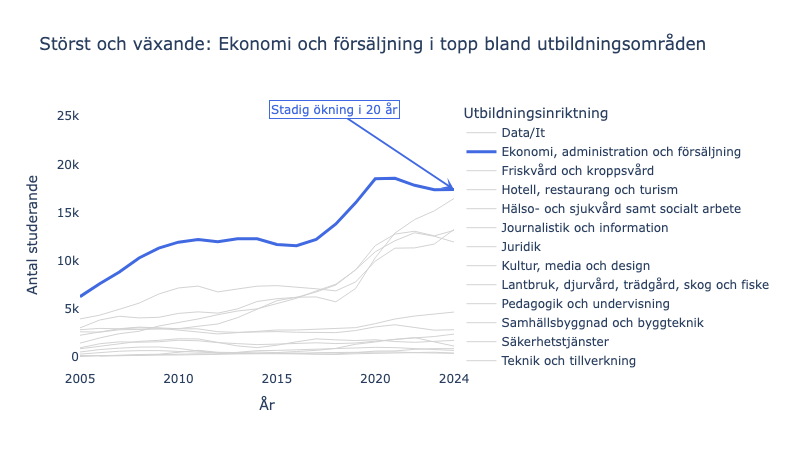 Störst och växande: Ekonomi och försäljning i topp bland utbildningsområden
Stadig ökning i 20 år
25k
20k
15k
10k
5k
0
Antal studerande
2005
2010
2015
2020
2024
År
Utbildningsinriktning
Data/It
Ekonomi, administration och försäljning
Friskvård och kroppsvård
Hotell, restaurang och turism
Hälso- och sjukvård samt socialt arbete
Journalistik och information
Juridik
Kultur, media och design
Lantbruk, djurvård, trädgård, skog och fiske
Pedagogik och undervisning
Samhällsbyggnad och byggteknik
Säkerhetstjänster
Teknik och tillverkning